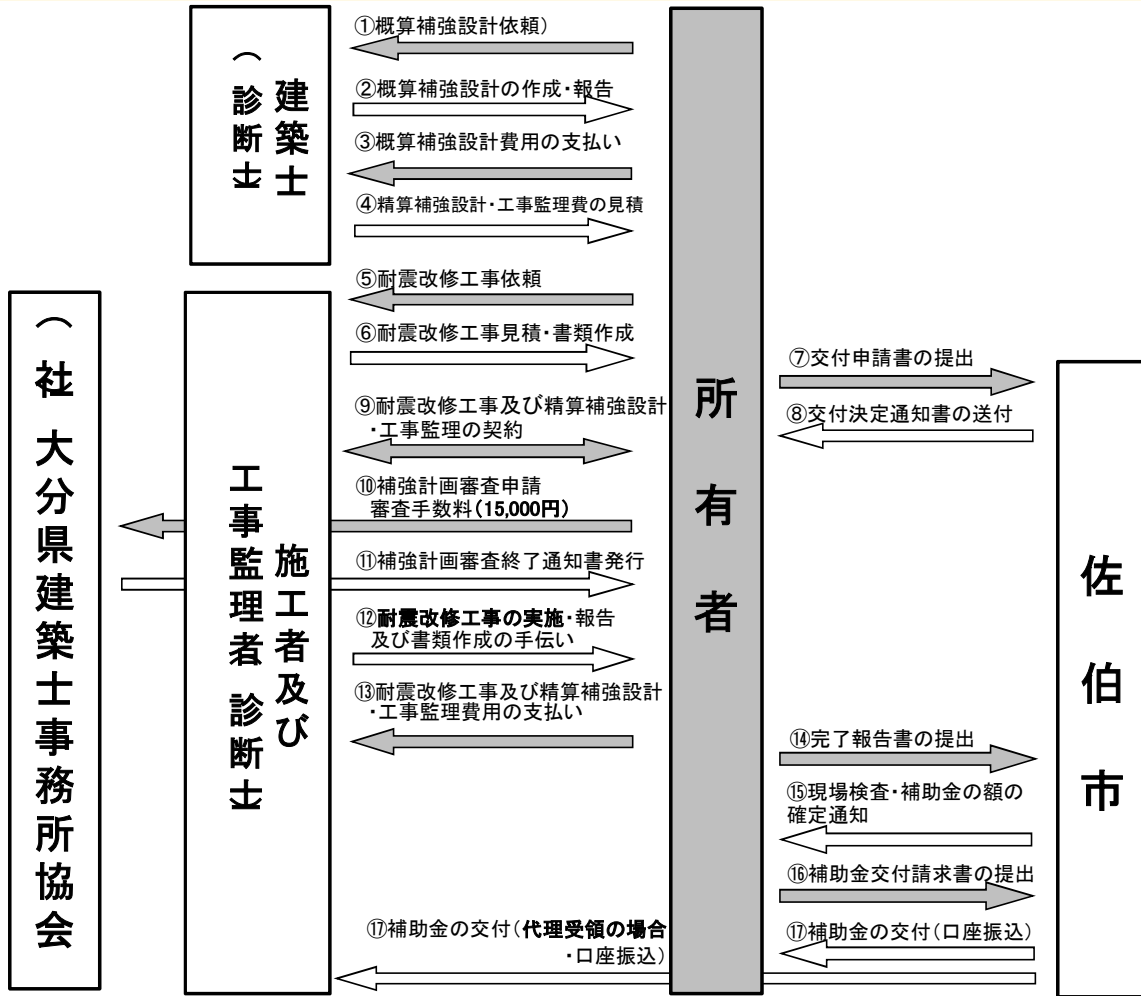 ①概算補強設計依頼)
②概算補強設計の作成・報告
③概算補強設計費用の支払い
④精算補強設計・工事監理費の見積
建築士
(診断士)
⑤耐震改修工事依頼
⑥耐震改修工事見積・書類作成
⑦交付申請書の提出
⑧交付決定通知書の送付
⑨耐震改修工事及び精算補強設計
・工事監理の契約
⑩補強計画審査申請
審査手数料(15,000円)
⑪補強計画審査終了通知書発行
⑫耐震改修工事の実施・報告
及び書類作成の手伝い
⑬耐震改修工事及び精算補強設計
・工事監理費用の支払い
⑭完了報告書の提出
⑮現場検査・補助金の額の
確定通知
⑯補助金交付請求書の提出
⑰補助金の交付(口座振込)
⑰補助金の交付(代理受領の場合
・口座振込)
施工者及び
工事監理者(診断士)
(社)大分県建築士事務所協会
所有者
佐伯市